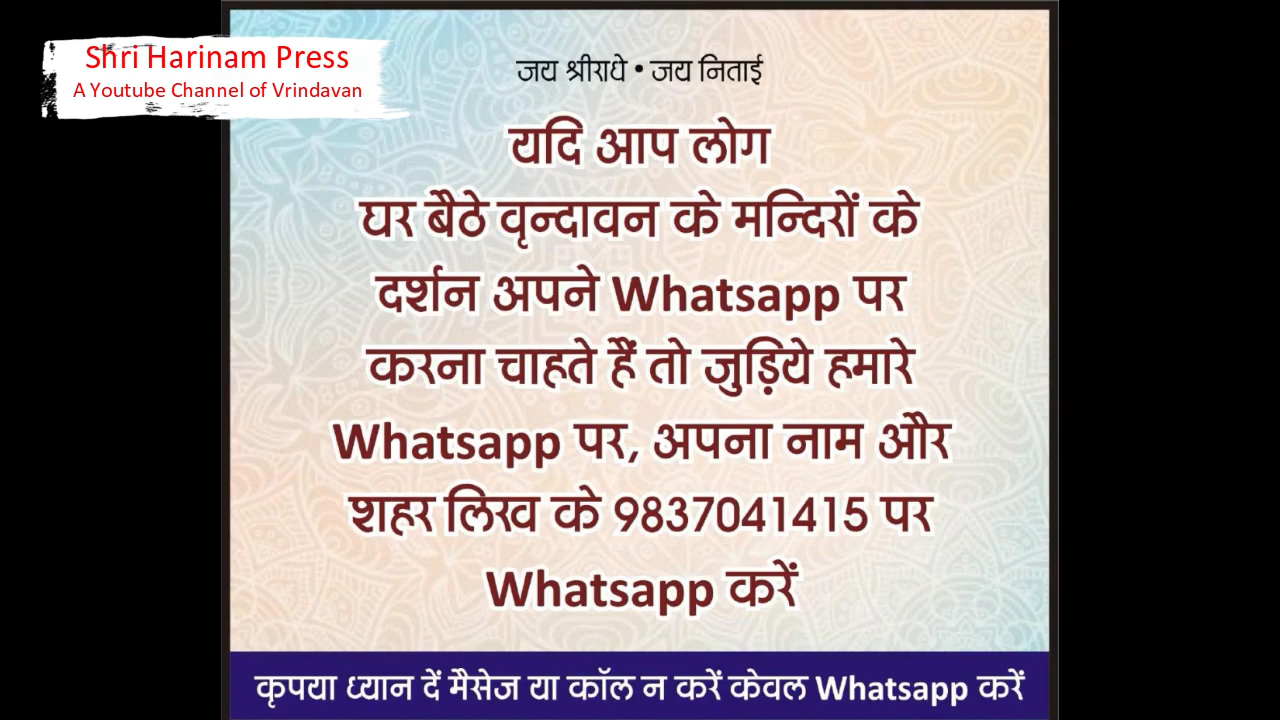 Shri Harinam Press
A Youtube Channel of Vrindavan
जय श्रीराधे • जय निताई
यदि आप लोग
घर बैठे वृन्दावन के मन्दिरों के
दर्शन अपने Whatsapp पर
करना चाहते हैं तो जुड़िये हमारे
Whatsapp पर, अपना नाम और
शहर लिख के 9837041415 पर
Whatsapp करें
कृपया ध्यान दें मैसेज या कॉल न करें केवल Whatsapp करें